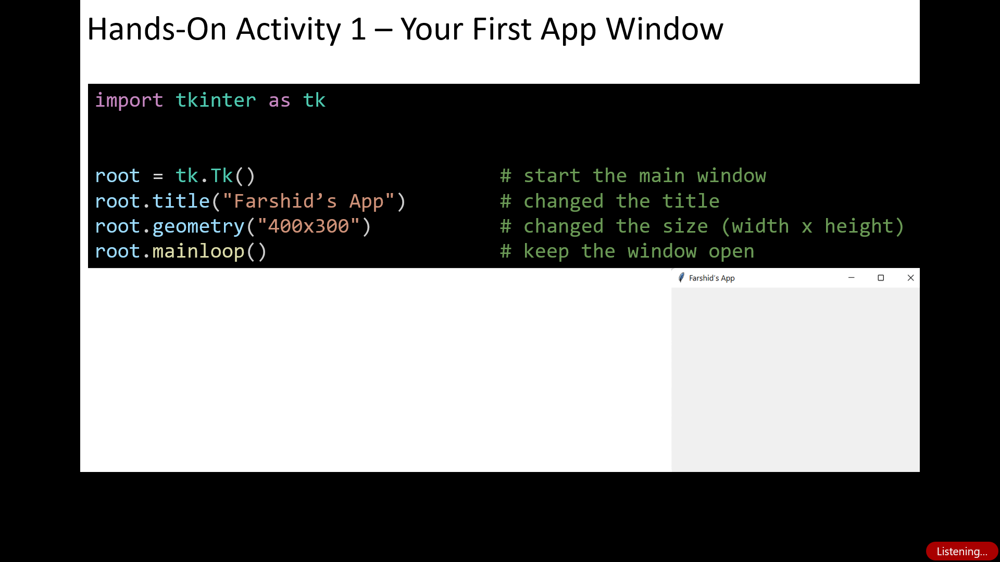 Hands-On Activity 1 – Your First App Window
import tkinter as tk
root = tk.Tk() # start the main window
root.title("Farshid’s App") # changed the title
root.geometry("400x300") # changed the size (width x height)
root.mainloop() # keep the window open
Farshid’s App
Listening...